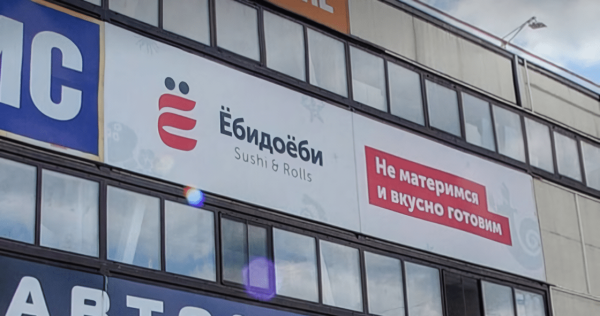 МС
Ё
Ёбидоёби
Sushi & Rolls
Не материмся
и вкусно готовим
АВТО